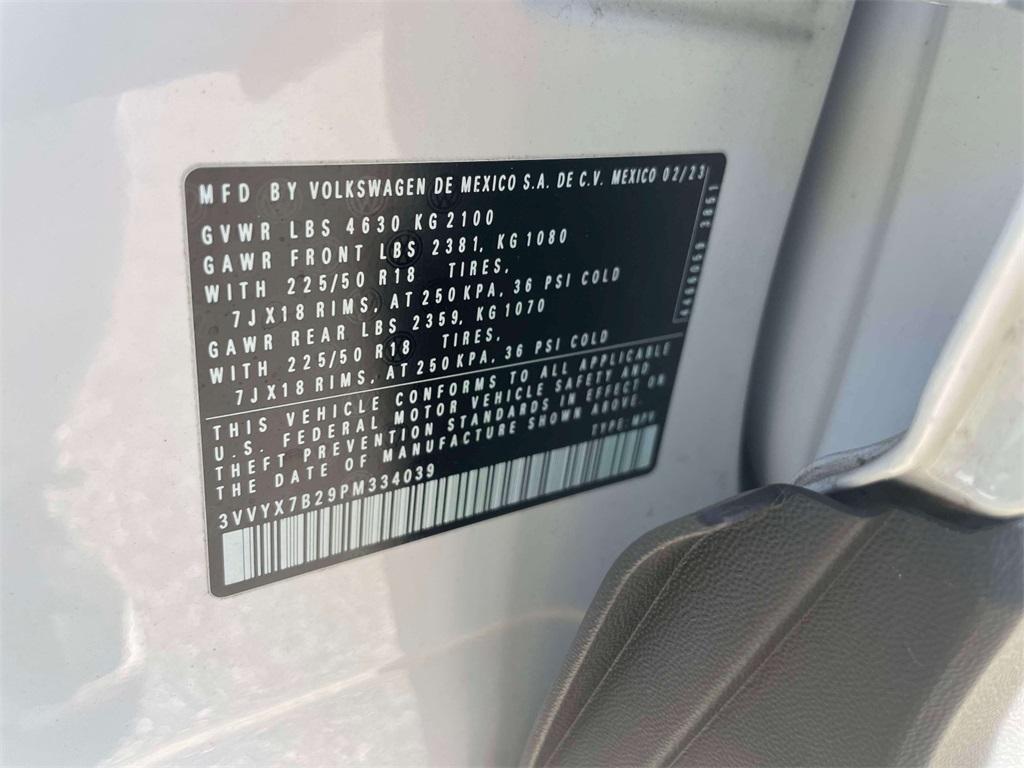 MFD BY VOLKSWAGEN DE MEXICO S.A. DE C.V. MEXICO 02/23
GVWR LBS 4630 KG 2100
GAWR FRONT LBS 2381, KG 1080
WITH 225/50 R18 TIRES,
7JX18 RIMS, AT 250 KPA, 36 PSI COLD
GAWR REAR LBS 2359, KG 1070
WITH 225/50 R18 TIRES,
7JX18 RIMS, AT 250 KPA, 36 PSI COLD
THIS VEHICLE CONFORMS TO ALL APPLICABLE
U.S. FEDERAL MOTOR VEHICLE SAFETY AND
THEFT PREVENTION STANDARDS IN EFFECT ON
THE DATE OF MANUFACTURE SHOWN ABOVE.
3VVYX7B29PM334039
TYPE: MPV
3851